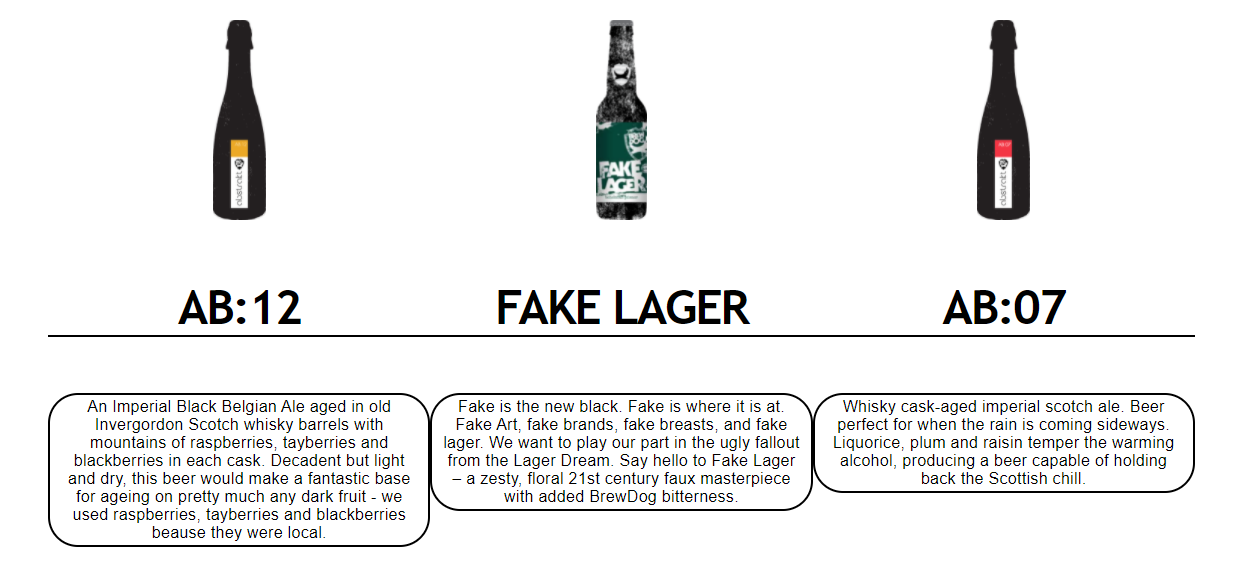 abstrakt
FAKE
LAGER
abstrakt
AB:12
FAKE LAGER
AB:07
An Imperial Black Belgian Ale aged in old
Invergordon Scotch whisky barrels with
mountains of raspberries, tayberries and
blackberries in each cask. Decadent but light
and dry, this beer would make a fantastic base
for ageing on pretty much any dark fruit - we
used raspberries, tayberries and blackberries
beause they were local.
Fake is the new black. Fake is where it is at.
Fake Art, fake brands, fake breasts, and fake
lager. We want to play our part in the ugly fallout
from the Lager Dream. Say hello to Fake Lager
– a zesty, floral 21st century faux masterpiece
with added BrewDog bitterness.
Whisky cask-aged imperial scotch ale. Beer
perfect for when the rain is coming sideways.
Liquorice, plum and raisin temper the warming
alcohol, producing a beer capable of holding
back the Scottish chill.